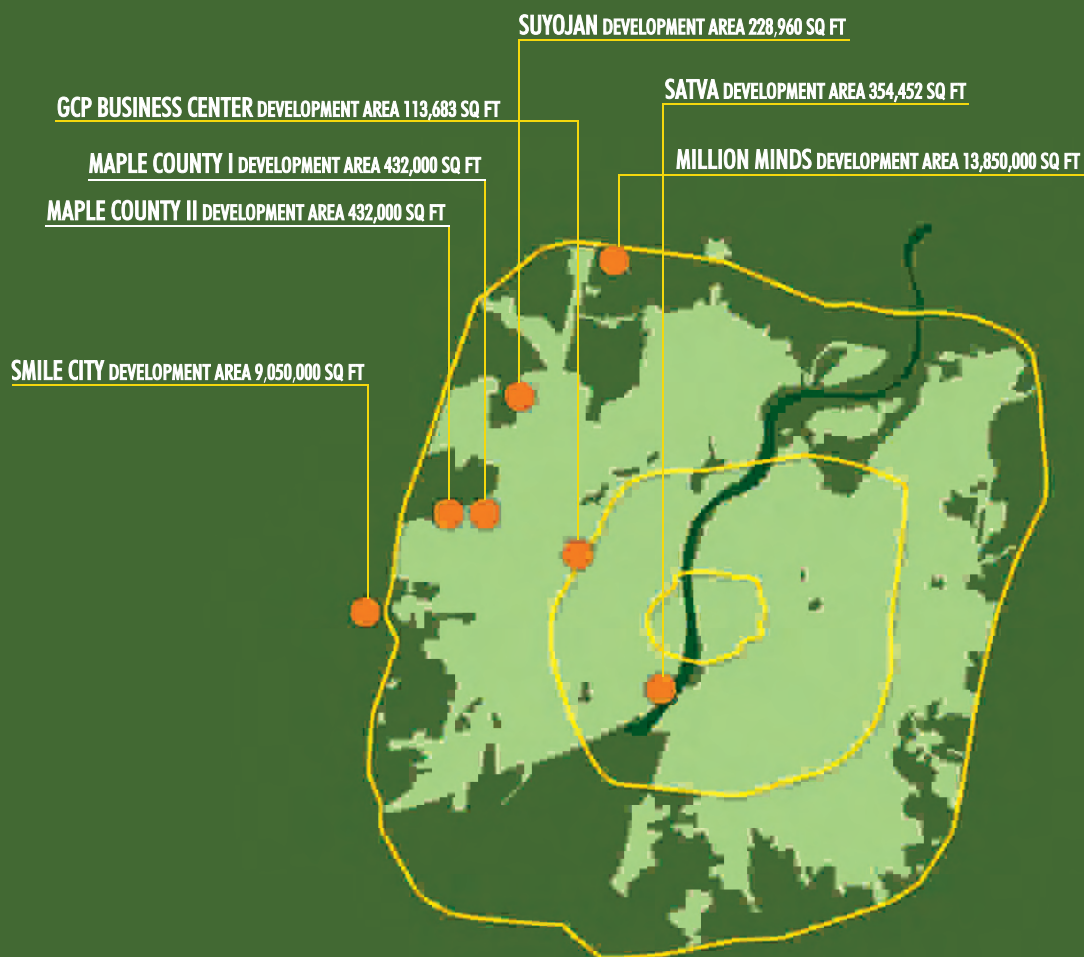 SUYOJAN DEVELOPMENT AREA 228,960 SQ FT
SATVA DEVELOPMENT AREA 354,452 SQ FT
GCP BUSINESS CENTER DEVELOPMENT AREA 113,683 SQ FT
MILLION MINDS DEVELOPMENT AREA 13,850,000 SQ FT
MAPLE COUNTY I DEVELOPMENT AREA 432,000 SQ FT
MAPLE COUNTY II DEVELOPMENT AREA 432,000 SQ FT
SMILE CITY DEVELOPMENT AREA 9,050,000 SQ FT